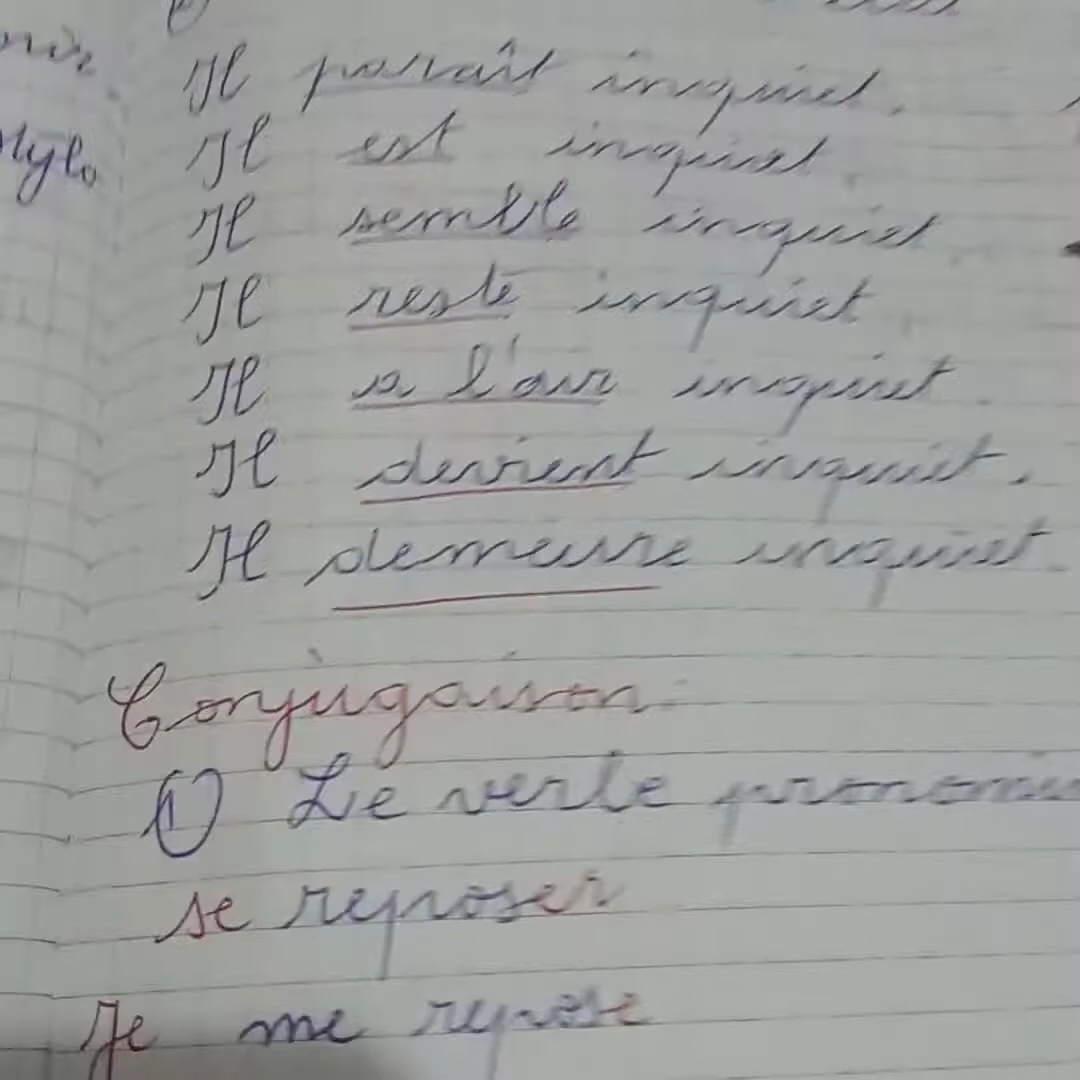 Il paraît inquiet.
Il est inquiet.
Il semble inquiet
Il reste inquiet
Il a l'air inquiet.
Il devient inquiet.
Il demeure inquiet.
Conjugaison:
① Le verbe
se reposer
Je me repose